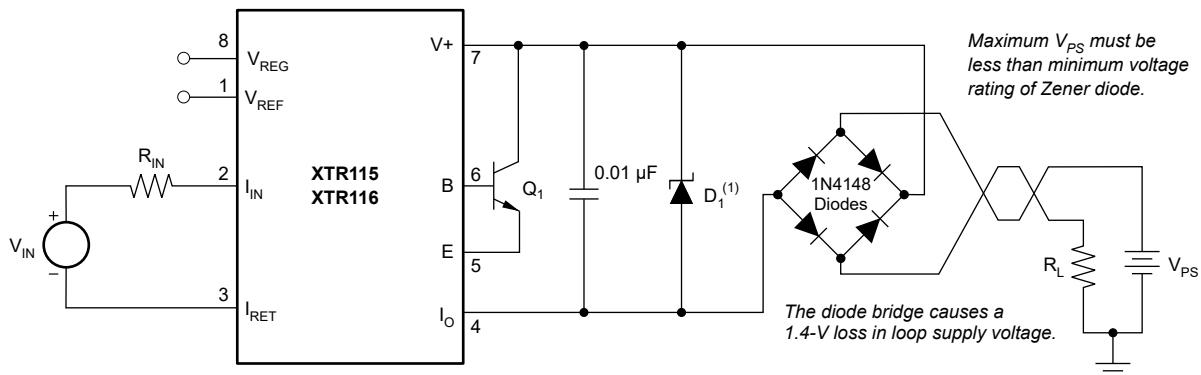 8
V_REG
1
V_REF
R_IN
2
I_IN
+
V_IN
−
3
I_RET
XTR115
XTR116
V+
7
B
6
Q_1
E
5
I_O
4
0.01 µF
D_1^(1)
1N4148
Diodes
Maximum V_PS must be
less than minimum voltage
rating of Zener diode.
R_L
V_PS
The diode bridge causes a
1.4-V loss in loop supply voltage.